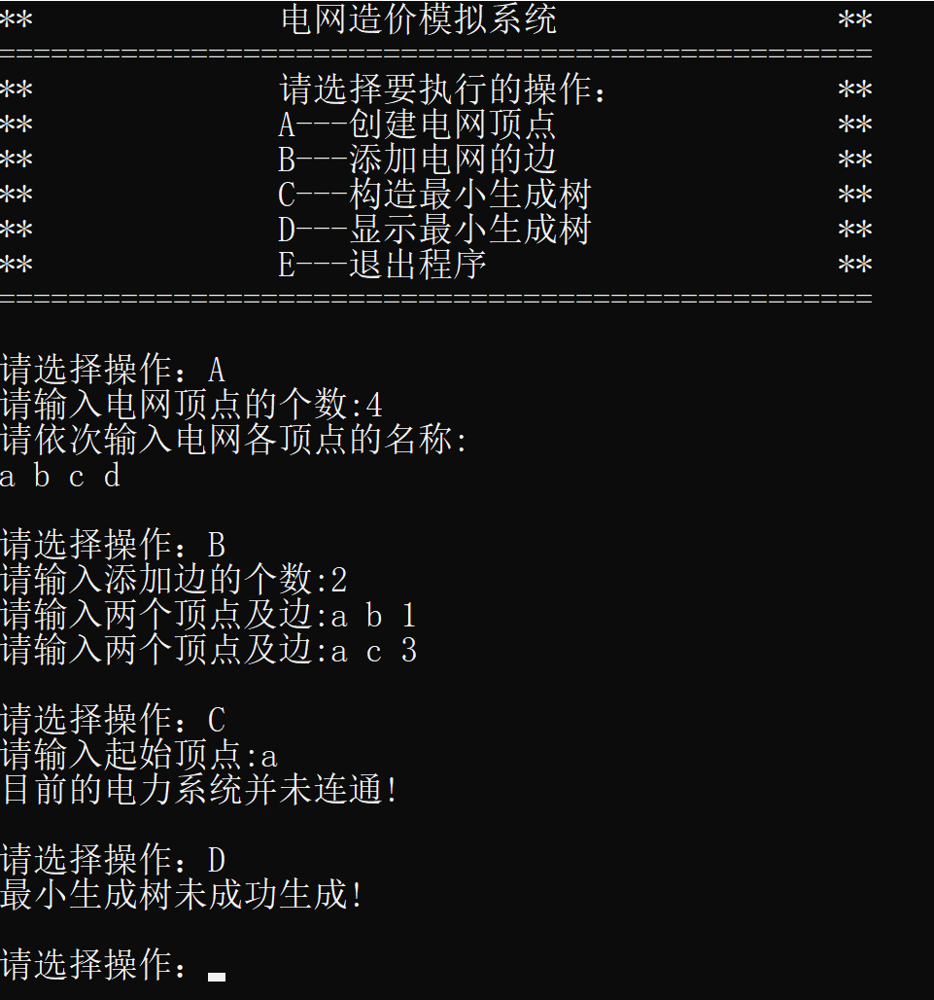 **              电网造价模拟系统                **
==================================================
**              请选择要执行的操作:             **
**              A---创建电网顶点                **
**              B---添加电网的边                **
**              C---构造最小生成树              **
**              D---显示最小生成树              **
**              E---退出程序                    **
==================================================
请选择操作：A
请输入电网顶点的个数:4
请依次输入电网各顶点的名称:
a b c d
请选择操作：B
请输入添加边的个数:2
请输入两个顶点及边:a b 1
请输入两个顶点及边:a c 3
请选择操作：C
请输入起始顶点:a
目前的电力系统并未连通!
请选择操作：D
最小生成树未成功生成!
请选择操作：